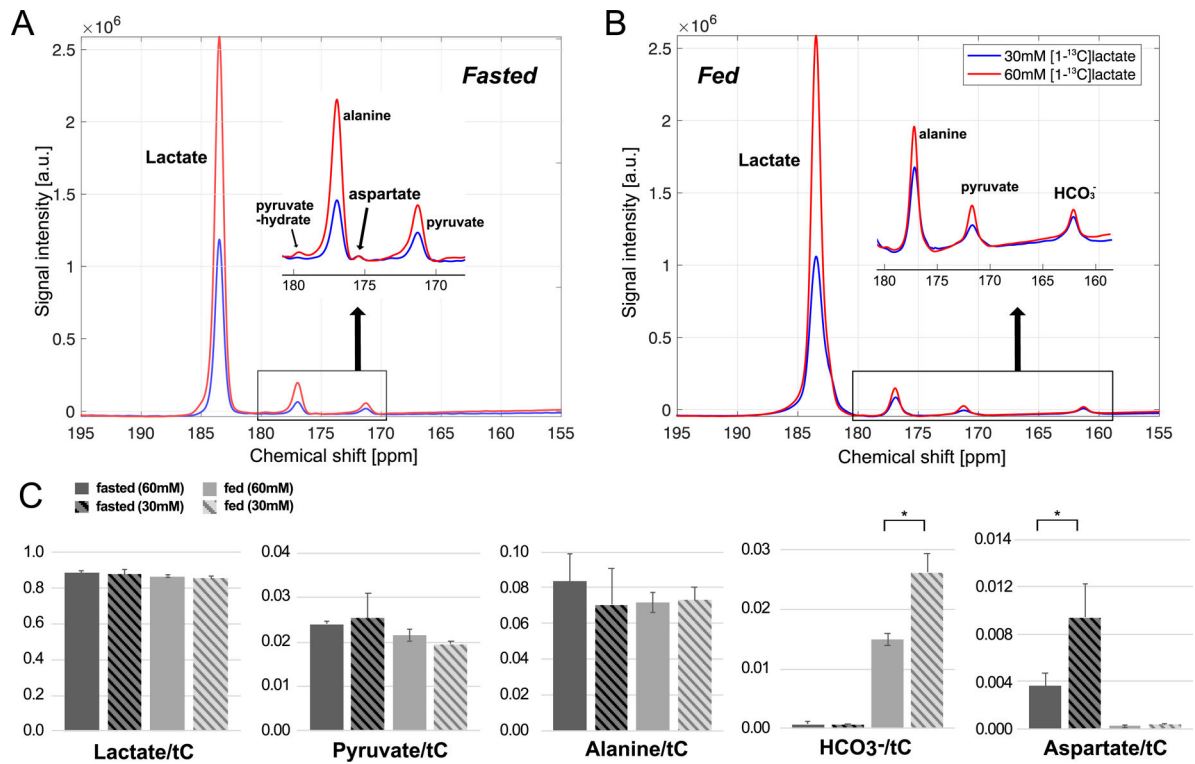 A
×10⁶
2.5
2
1.5
1
0.5
0
Signal intensity [a.u.]
Fasted
Lactate
alanine
pyruvate
-hydrate
aspartate
pyruvate
180 175 170
195 190 185 180 175 170 165 160 155
Chemical shift [ppm]
B
×10⁶
2.5
2
1.5
1
0.5
0
Signal intensity [a.u.]
Fed
30mM [1-¹³C]lactate
60mM [1-¹³C]lactate
Lactate
alanine
pyruvate
HCO₃⁻
180 175 170 165 160
195 190 185 180 175 170 165 160 155
Chemical shift [ppm]
C
fasted (60mM) fed (60mM)
fasted (30mM) fed (30mM)
1.0
0.8
0.6
0.4
0.2
0.0
Lactate/tC
0.04
0.03
0.02
0.01
0.00
Pyruvate/tC
0.10
0.08
0.06
0.04
0.02
0.00
Alanine/tC
*
0.03
0.02
0.01
0.00
HCO3⁻/tC
*
0.014
0.012
0.008
0.004
0.000
Aspartate/tC